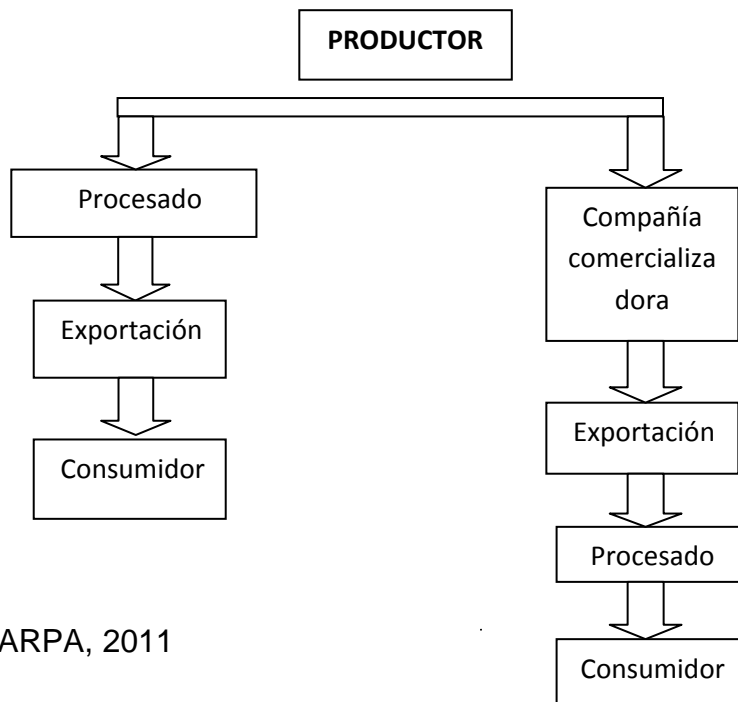 PRODUCTOR
Procesado
Exportación
Consumidor
Compañía
comercializa
dora
Exportación
Procesado
Consumidor
ARPA, 2011